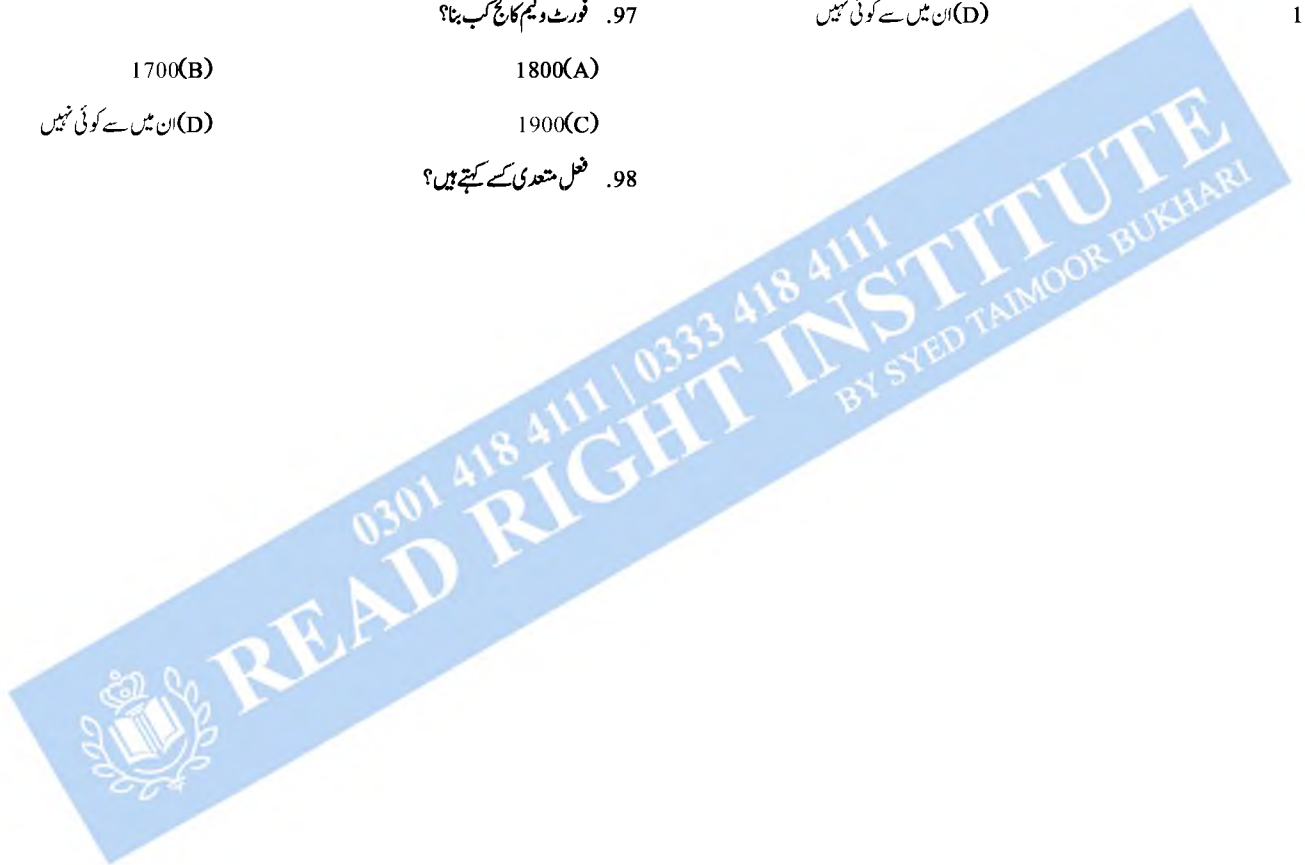 1
(D)ان میں سے کوئی نہیں
97. فورٹ ولیم کالج کب بنا؟
1800(A)
1700(B)
1900(C)
(D)ان میں سے کوئی نہیں
98. فعل متعدی کسے کہتے ہیں؟
0301 418 4111 | 0333 418 4111
READ RIGHT INSTITUTE
BY SYED TAIMOOR BUKHARI